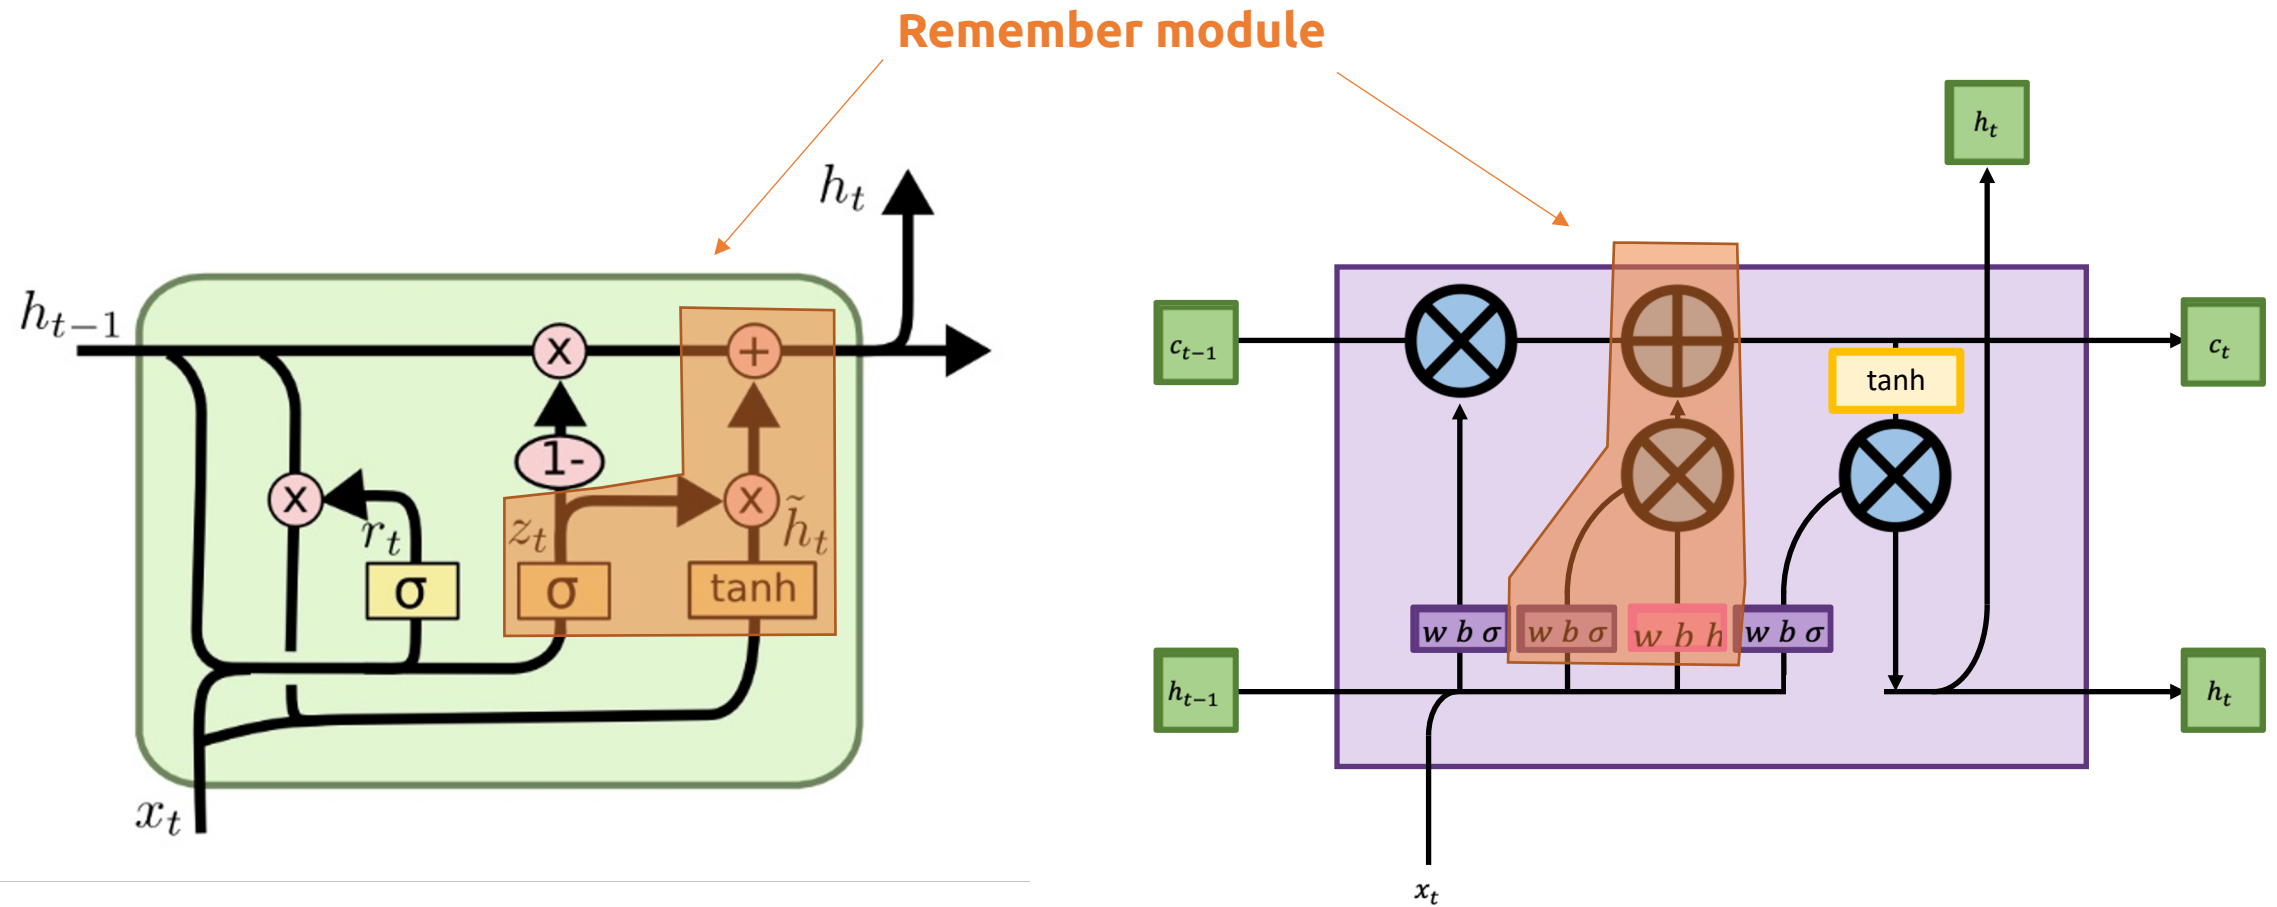 Remember module
h_t
h_{t-1}
x
+
1-
x
x
r_t
z_t
h̃_t
σ
σ
tanh
x_t
h_t
c_{t-1}
c_t
tanh
w b σ
w b σ
w b h
w b σ
h_{t-1}
h_t
x_t